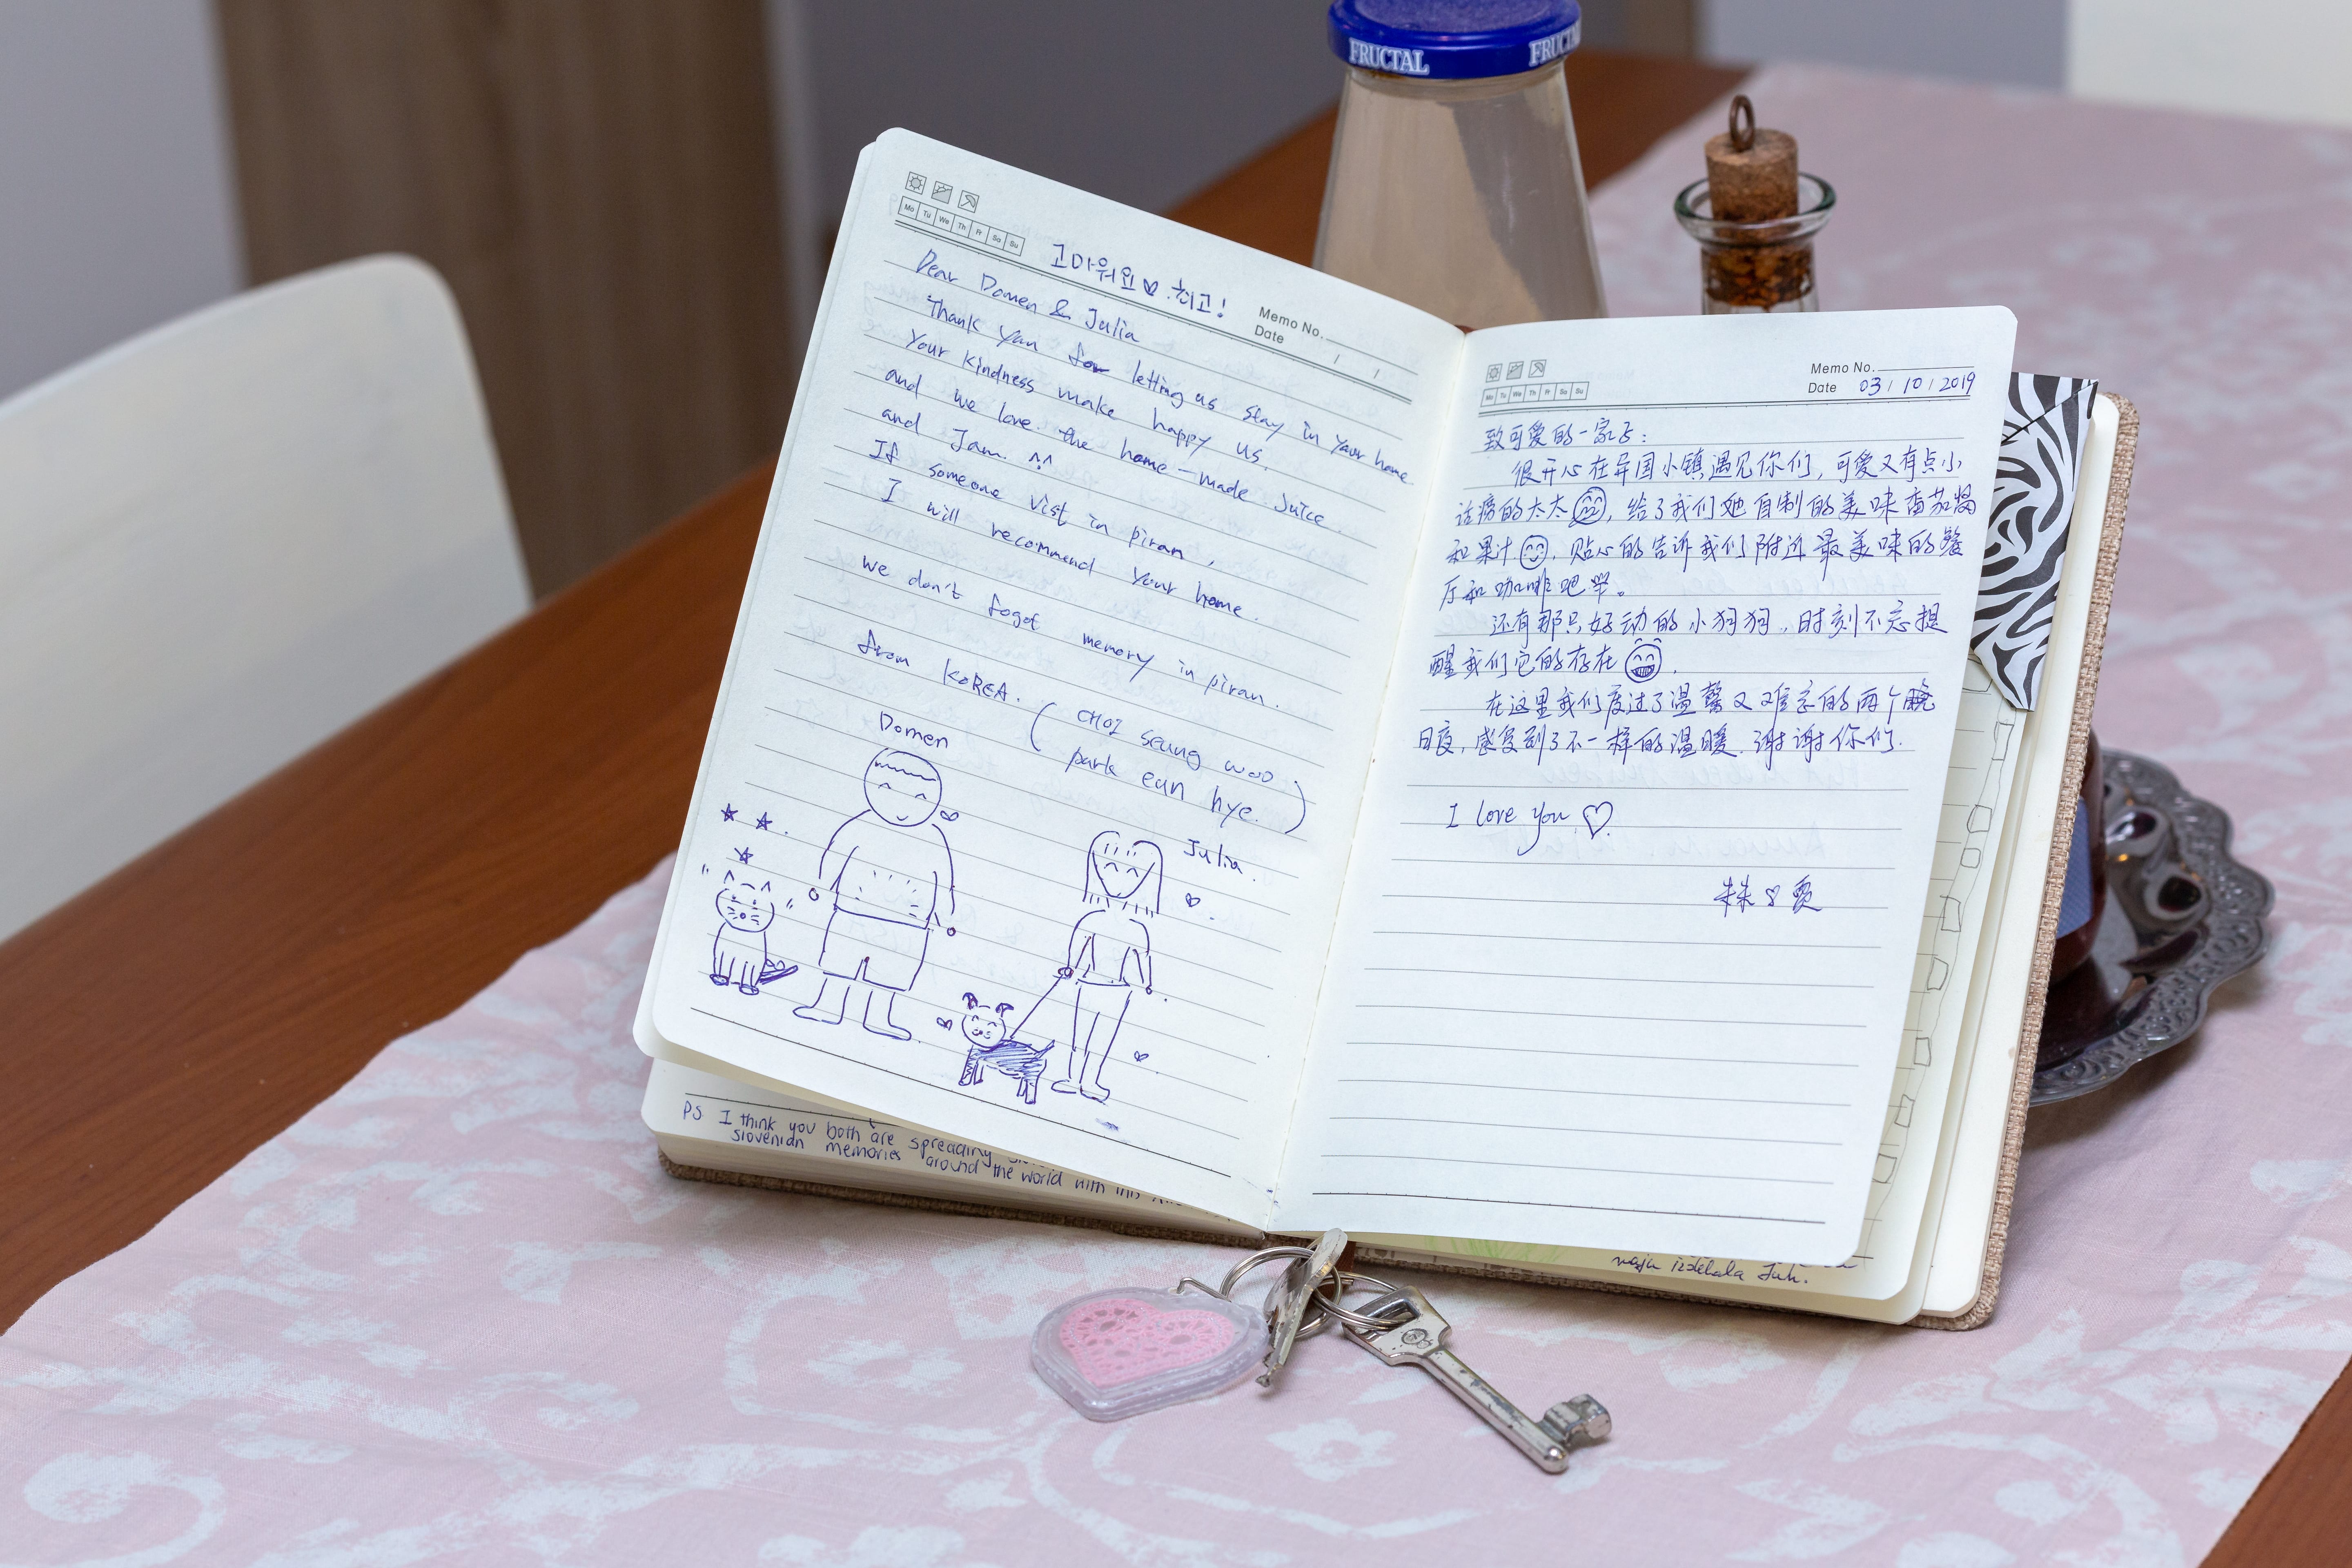 FRUCTAL FRUCTAL
Mo Tu We Th Fr Sa Su
고마워요♡. 최고!
Memo No.
Date / /
Dear Domen & Julia
Thank you for letting us stay in your home
Your kindness make happy us.
and we love the home-made Juice
and Jam. ^^
If someone vist in piran,
I will recommend your home.
we don't fogot memory in piran.
from KOREA. ( CHOI seung woo
park eun hye. )
Domen
Julia.
PS I think you both are spreading
slovenian memories around the world with this
Mo Tu We Th Fr Sa Su
Memo No.
Date 03 / 10 / 2019
致可爱的一家子:
很开心在异国小镇遇见你们,可爱又有点小
话痨的太太,给了我们她自制的美味番茄酱
和果汁,贴心的告诉我们附近最美味的餐
厅和咖啡吧
还有那只好动的小狗狗,时刻不忘提
醒我们它的存在.
在这里我们度过了温馨又难忘的两个晚
夜,感受到了不一样的温暖.谢谢你们.
I love you ♡.
izdelala